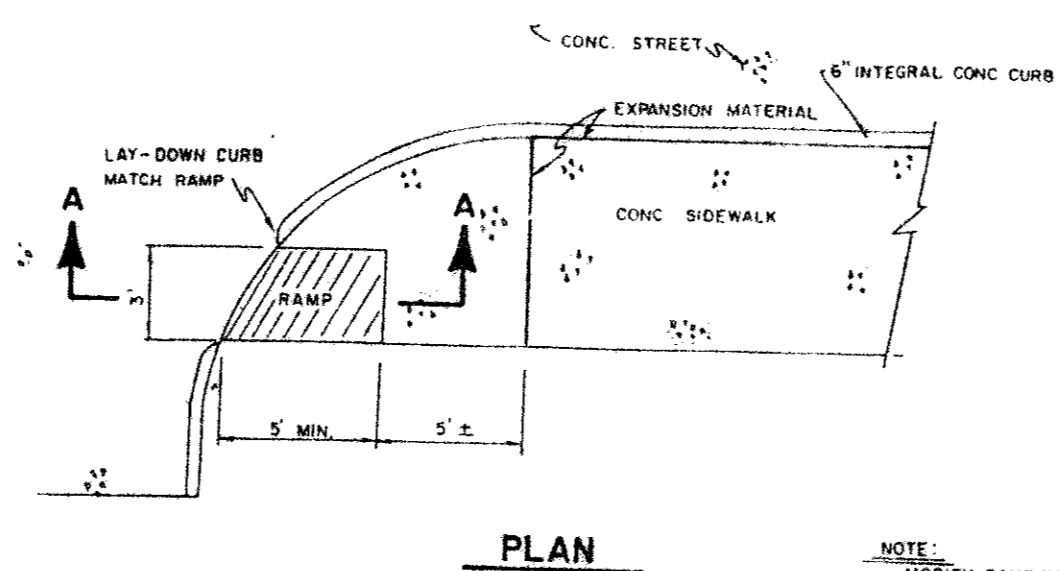 CONC. STREET
6" INTEGRAL CONC CURB
EXPANSION MATERIAL
LAY-DOWN CURB
MATCH RAMP
A
A
CONC SIDEWALK
3'
RAMP
5' MIN.
5' ±
PLAN
NOTE: